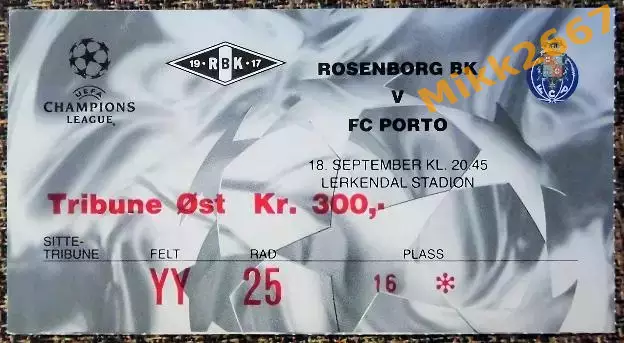 UEFA
CHAMPIONS
LEAGUE®
19 RBK 17
ROSENBORG BK
V
FC PORTO
18. SEPTEMBER KL. 20.45
LERKENDAL STADION
Tribune Øst Kr. 300,-
SITTE-
TRIBUNE FELT RAD PLASS
YY 25 16 *
Mikk2667